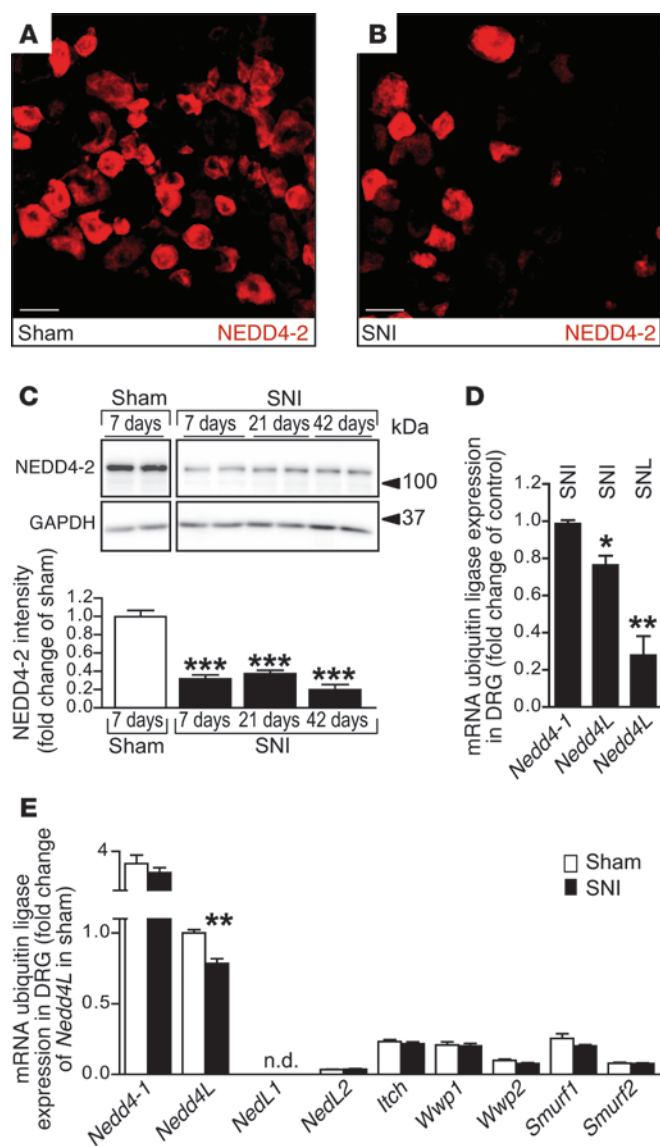 A
Sham NEDD4-2
B
SNI NEDD4-2
C
Sham SNI
7 days 7 days 21 days 42 days kDa
NEDD4-2
100
GAPDH
37
NEDD4-2 intensity
(fold change of sham)
1.2
1.0
0.8
0.6
0.4
0.2
0.0
*** *** ***
7 days 7 days 21 days 42 days
Sham SNI
D
mRNA ubiquitin ligase expression
in DRG (fold change of control)
SNI SNI SNL
1.2
1.0
0.8
0.6
0.4
0.2
0
*
**
Nedd4-1 Nedd4L Nedd4L
E
mRNA ubiquitin ligase
expression in DRG (fold change
of Nedd4L in sham)
4
1.0
0.5
0.0
**
n.d.
Sham
SNI
Nedd4-1 Nedd4L NedL1 NedL2 Itch Wwp1 Wwp2 Smurf1 Smurf2